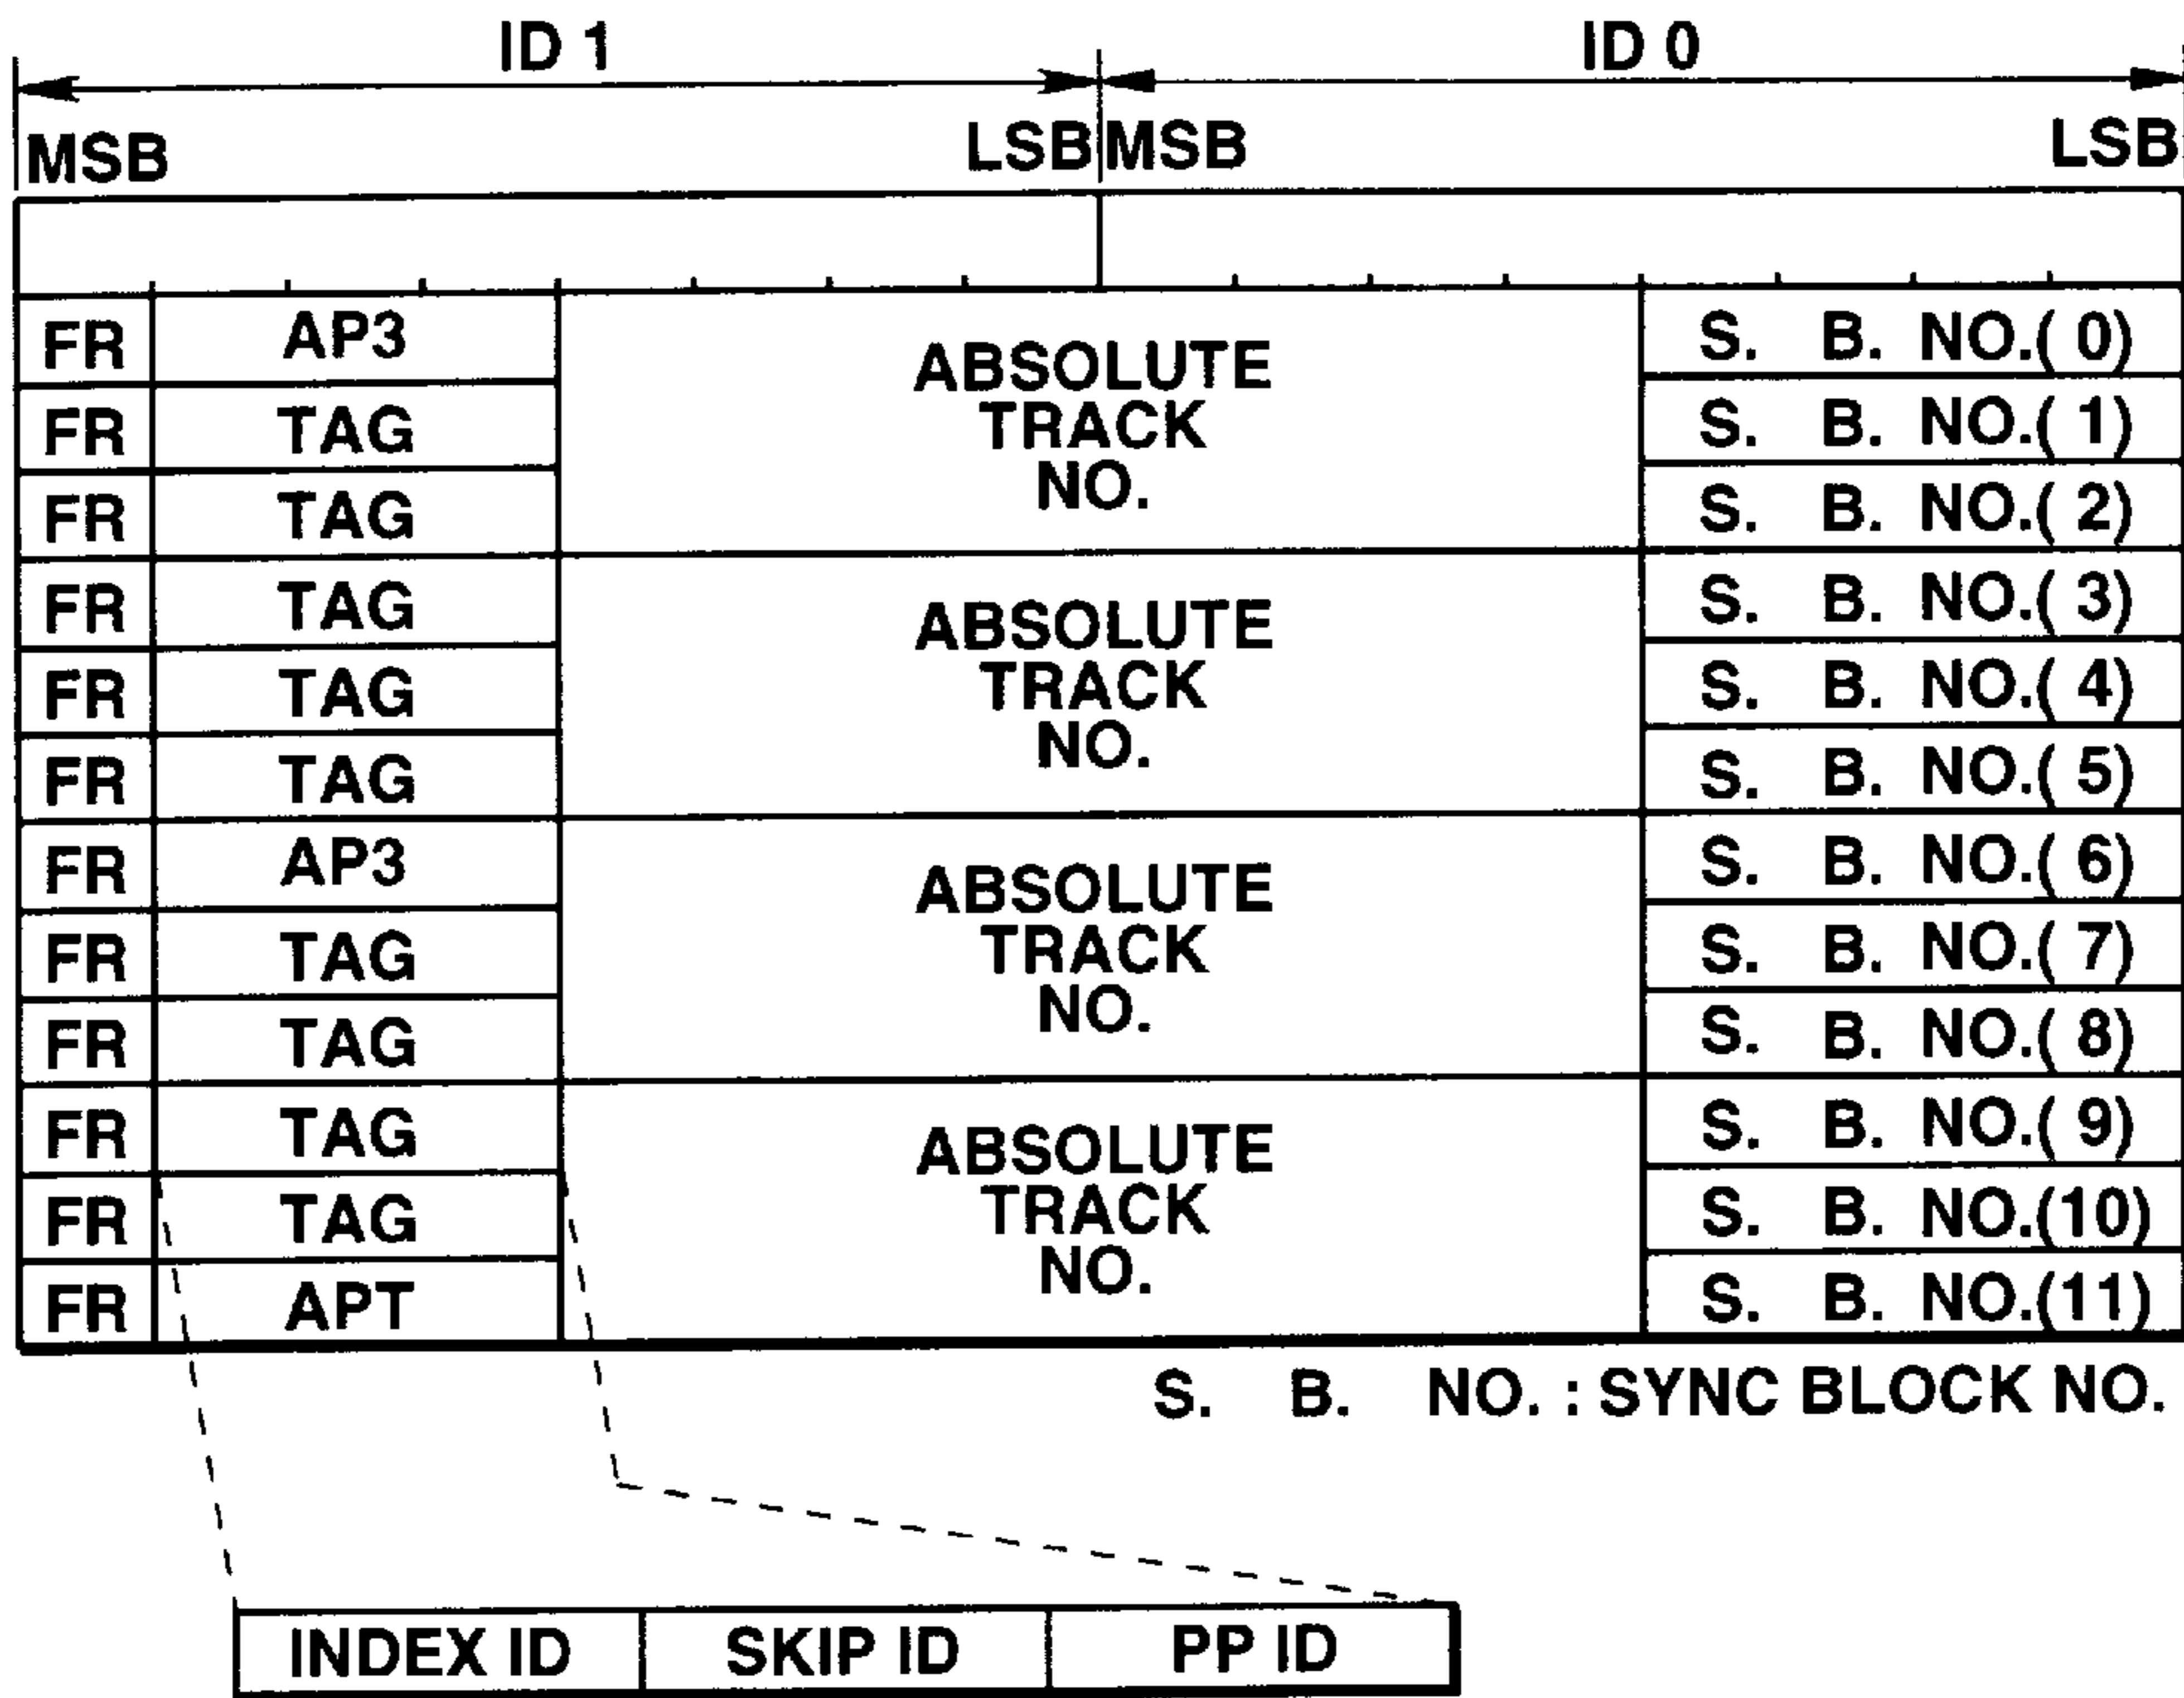 ID 1 ID 0
MSB LSB MSB LSB
FR AP3 ABSOLUTE TRACK NO. S. B. NO.( 0)
FR TAG S. B. NO.( 1)
FR TAG S. B. NO.( 2)
FR TAG ABSOLUTE TRACK NO. S. B. NO.( 3)
FR TAG S. B. NO.( 4)
FR TAG S. B. NO.( 5)
FR AP3 ABSOLUTE TRACK NO. S. B. NO.( 6)
FR TAG S. B. NO.( 7)
FR TAG S. B. NO.( 8)
FR TAG ABSOLUTE TRACK NO. S. B. NO.( 9)
FR TAG S. B. NO.(10)
FR APT S. B. NO.(11)
S. B. NO. : SYNC BLOCK NO.
INDEX ID SKIP ID PP ID